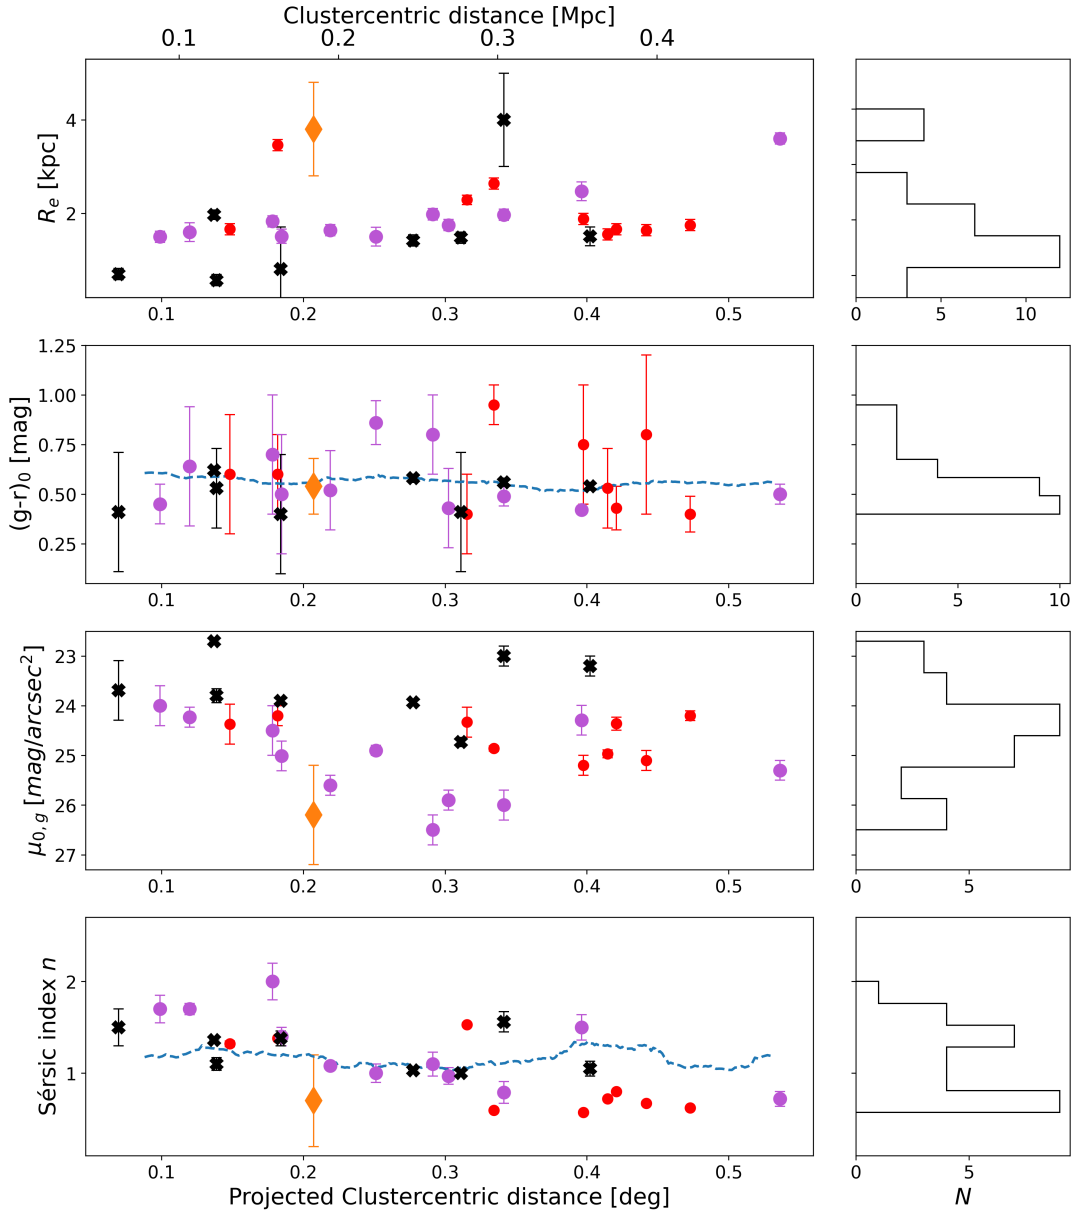 Clustercentric distance [Mpc]
0.1 0.2 0.3 0.4
4
2
R_e [kpc]
0.1 0.2 0.3 0.4 0.5
0 5 10
1.25
1.00
0.75
0.50
0.25
(g-r)_0 [mag]
0.1 0.2 0.3 0.4 0.5
0 5 10
23
24
25
26
27
μ_{0,g} [mag/arcsec^2]
0.1 0.2 0.3 0.4 0.5
0 5
2
1
Sérsic index n
0.1 0.2 0.3 0.4 0.5
0 5
Projected Clustercentric distance [deg]
N